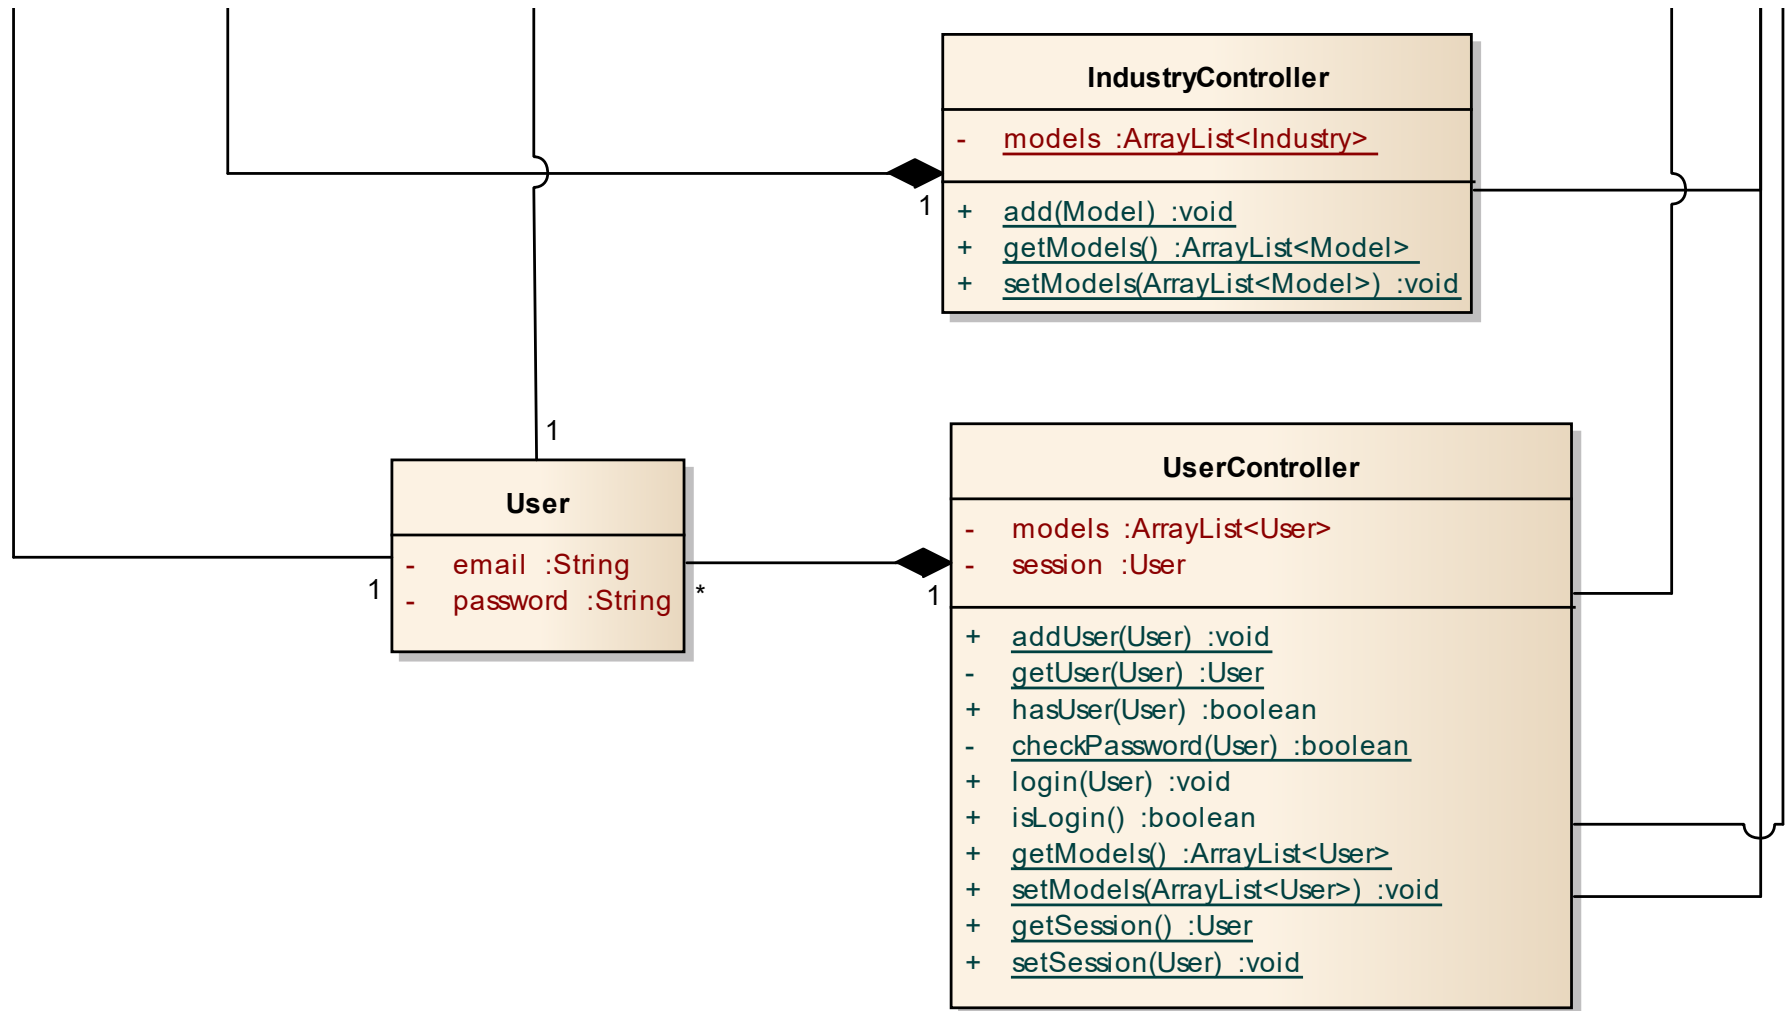 IndustryController
- models :ArrayList<Industry>
1
+ add(Model) :void
+ getModels() :ArrayList<Model>
+ setModels(ArrayList<Model>) :void
1
User
- email :String
- password :String
1
*
UserController
- models :ArrayList<User>
- session :User
1
+ addUser(User) :void
- getUser(User) :User
+ hasUser(User) :boolean
- checkPassword(User) :boolean
+ login(User) :void
+ isLogin() :boolean
+ getModels() :ArrayList<User>
+ setModels(ArrayList<User>) :void
+ getSession() :User
+ setSession(User) :void